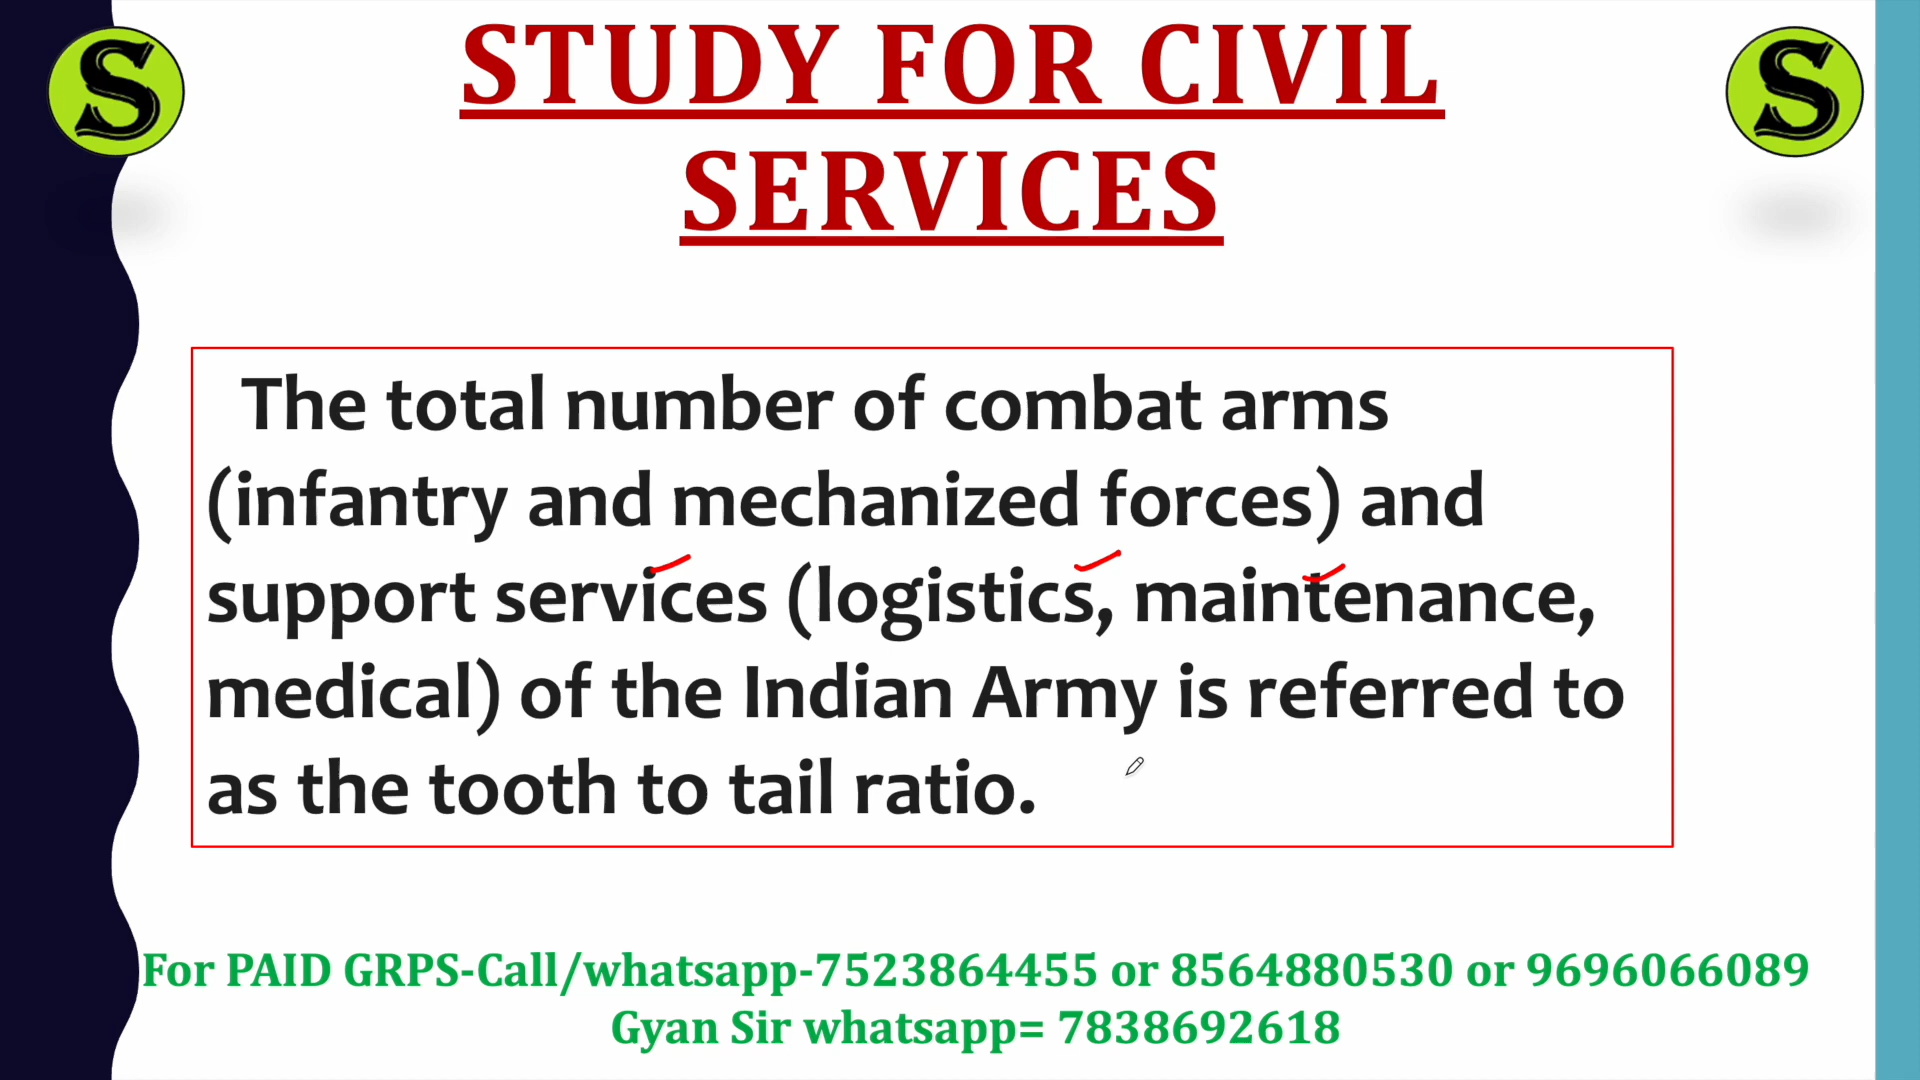 S
S
STUDY FOR CIVIL
SERVICES
The total number of combat arms
(infantry and mechanized forces) and
support services (logistics, maintenance,
medical) of the Indian Army is referred to
as the tooth to tail ratio.
For PAID GRPS-Call/whatsapp-7523864455 or 8564880530 or 9696066089
Gyan Sir whatsapp= 7838692618